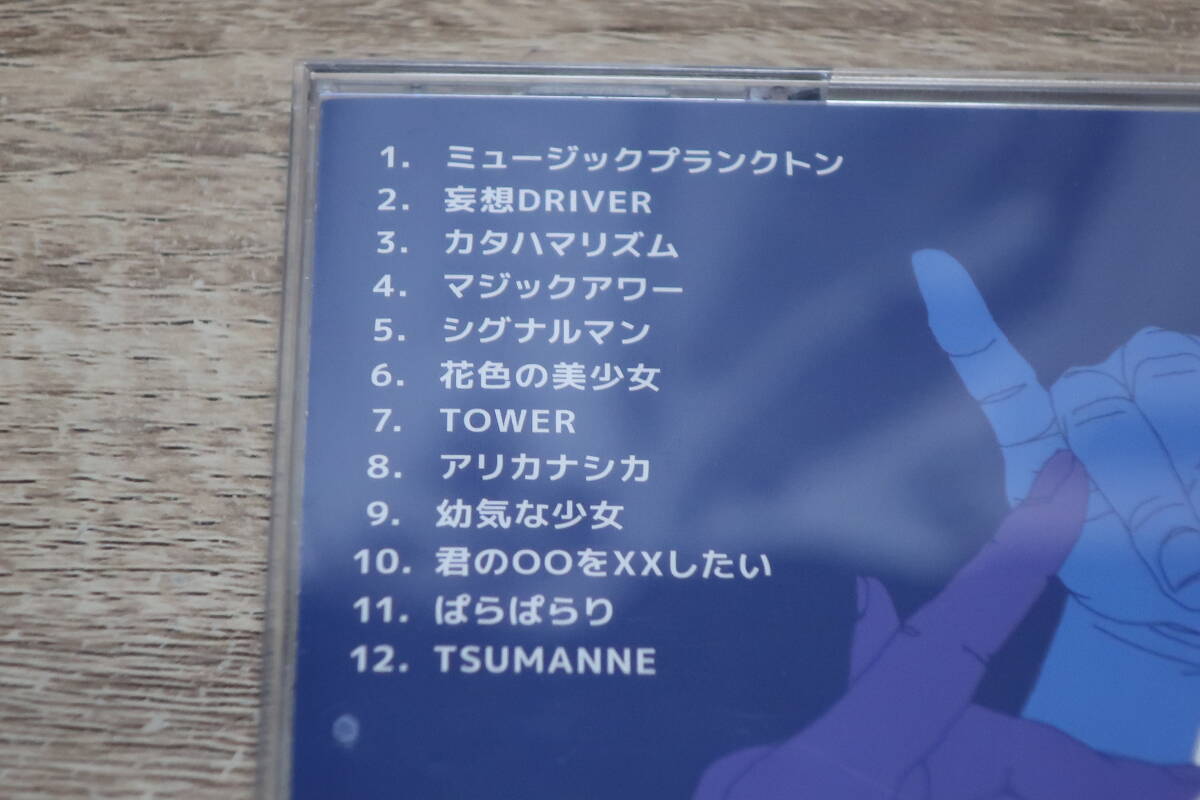 1. ミュージックプランクトン
2. 妄想DRIVER
3. カタハマリズム
4. マジックアワー
5. シグナルマン
6. 花色の美少女
7. TOWER
8. アリカナシカ
9. 幼気な少女
10. 君の〇〇をXXしたい
11. ぱらぱらり
12. TSUMANNE